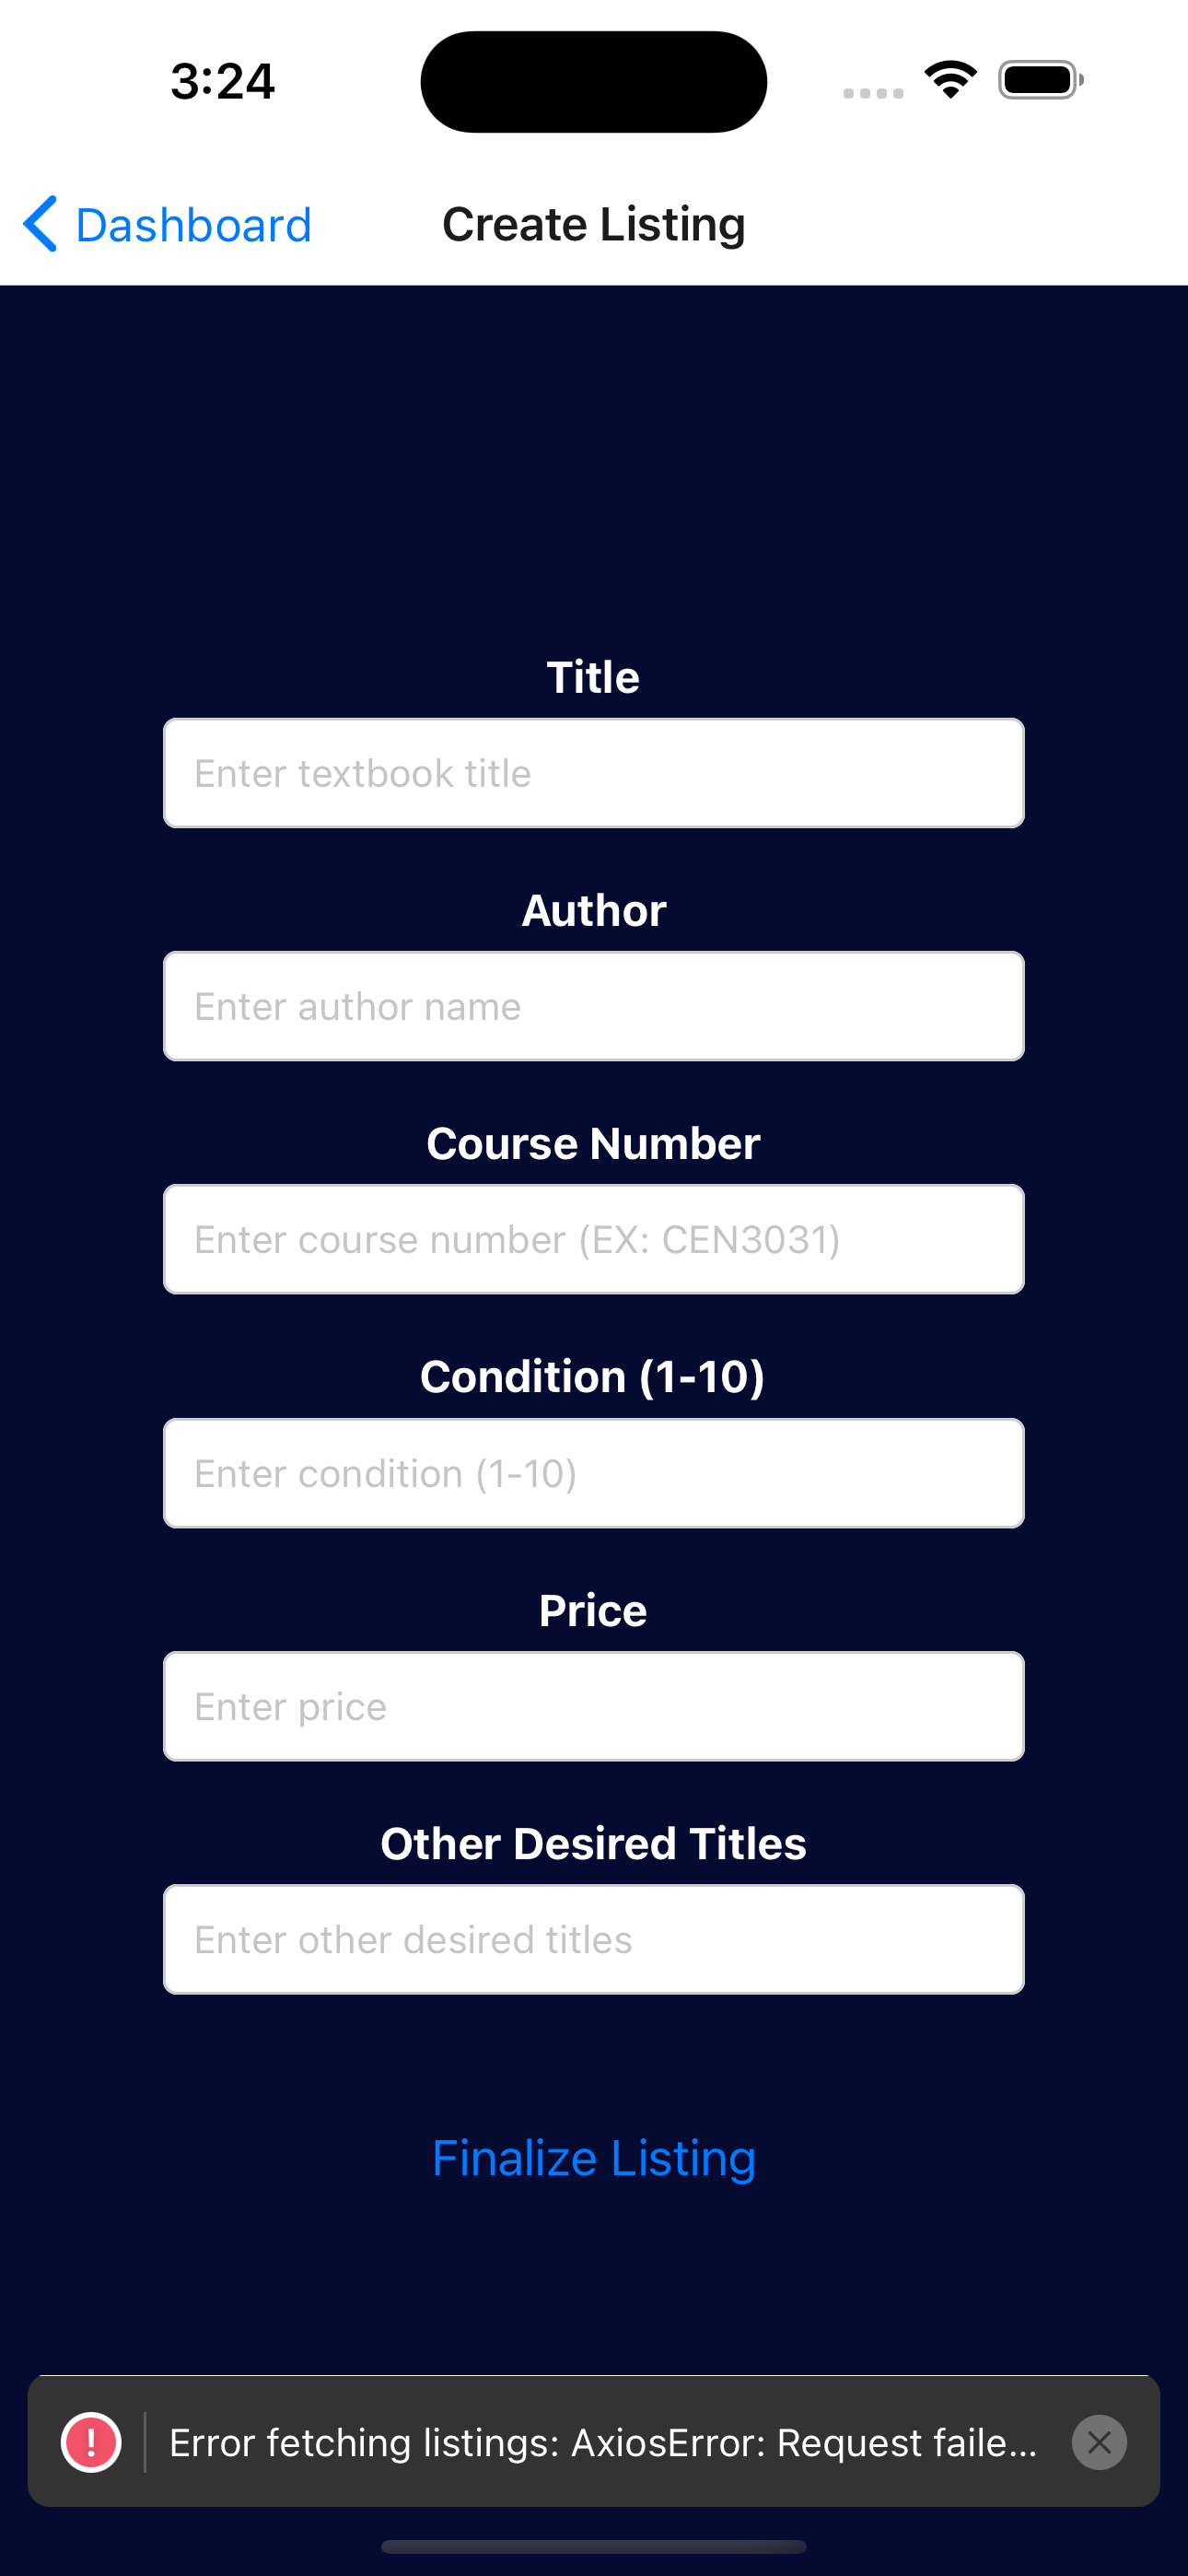 3:24
Dashboard
Create Listing
Title
Enter textbook title
Author
Enter author name
Course Number
Enter course number (EX: CEN3031)
Condition (1-10)
Enter condition (1-10)
Price
Enter price
Other Desired Titles
Enter other desired titles
Finalize Listing
Error fetching listings: AxiosError: Request faile...